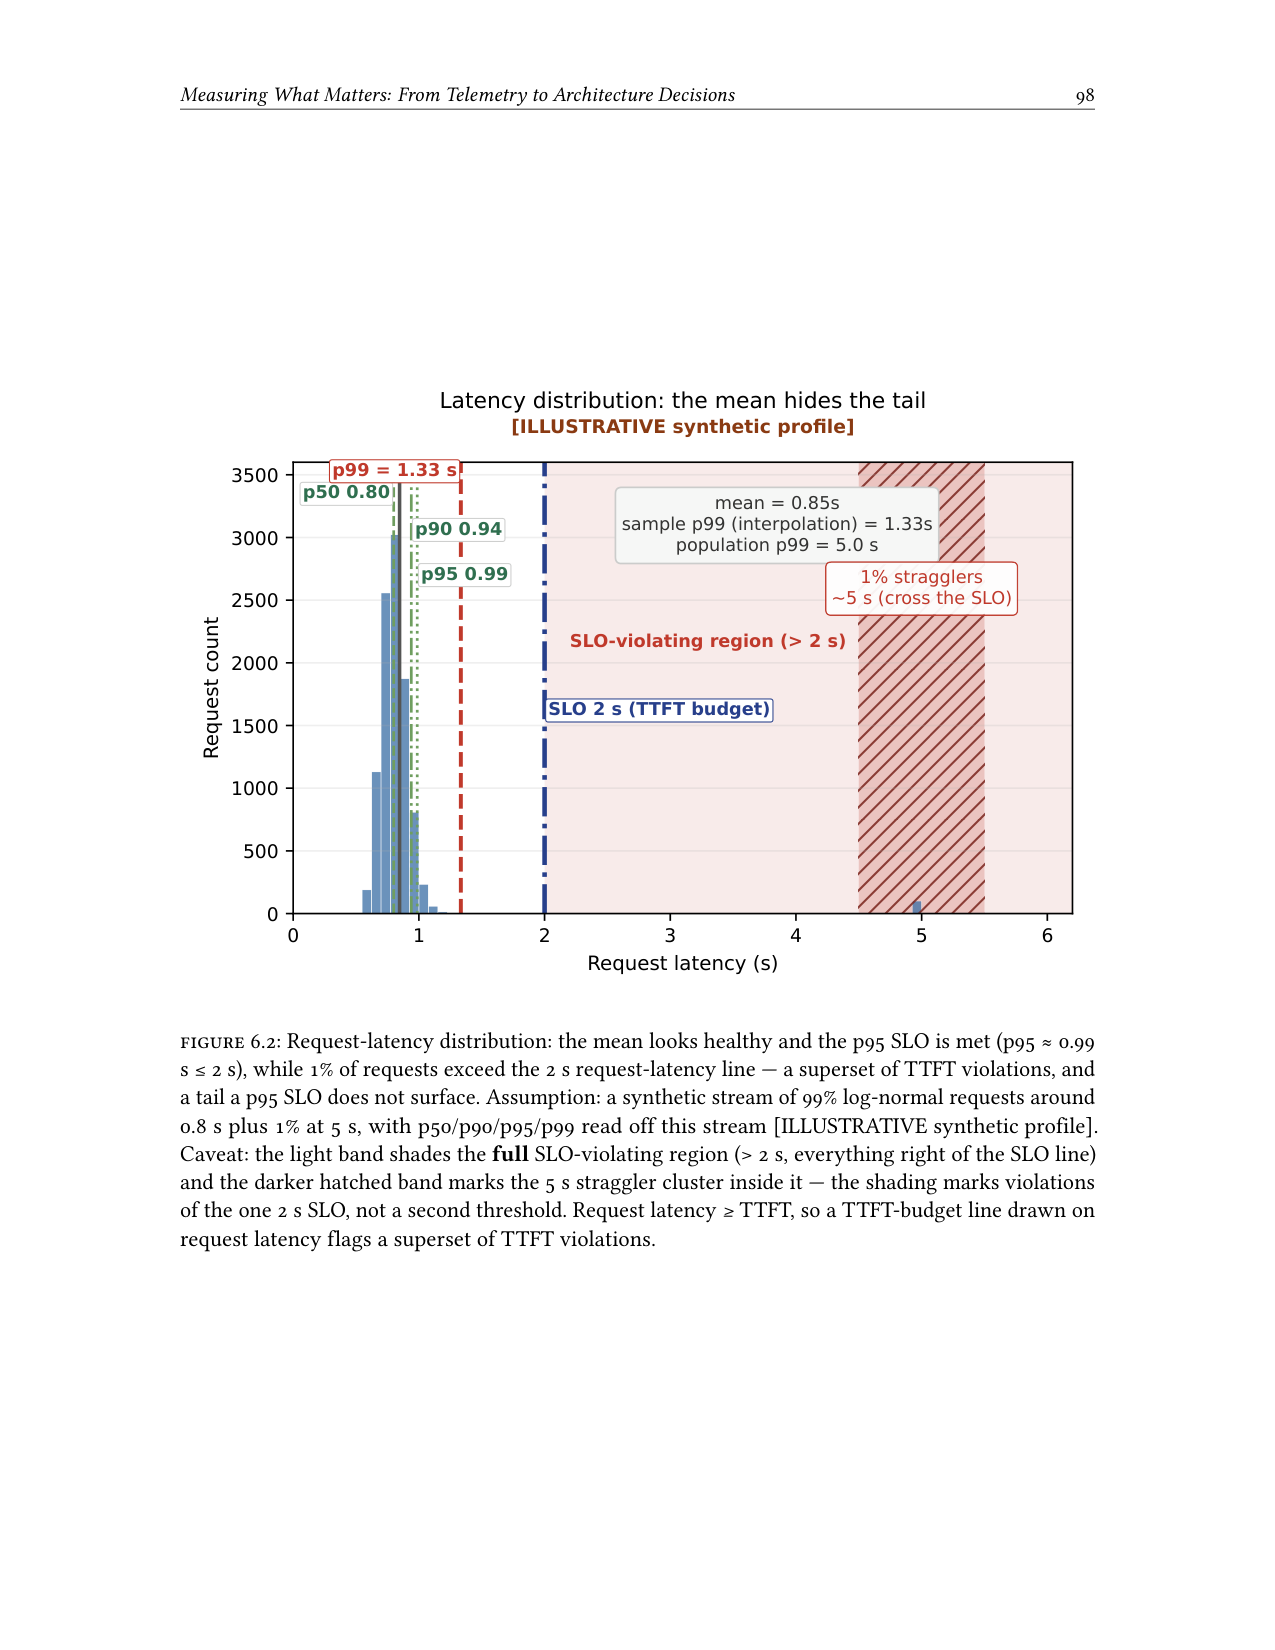 Measuring What Matters: From Telemetry to Architecture Decisions 98
Latency distribution: the mean hides the tail
[ILLUSTRATIVE synthetic profile]
p99 = 1.33 s
p50 0.80
p90 0.94
p95 0.99
mean = 0.85s
sample p99 (interpolation) = 1.33s
population p99 = 5.0 s
1% stragglers
~5 s (cross the SLO)
SLO-violating region (> 2 s)
SLO 2 s (TTFT budget)
Request count
3500
3000
2500
2000
1500
1000
500
0
0 1 2 3 4 5 6
Request latency (s)
FIGURE 6.2: Request-latency distribution: the mean looks healthy and the p95 SLO is met (p95 ≈ 0.99
s ≤ 2 s), while 1% of requests exceed the 2 s request-latency line — a superset of TTFT violations, and
a tail a p95 SLO does not surface. Assumption: a synthetic stream of 99% log-normal requests around
0.8 s plus 1% at 5 s, with p50/p90/p95/p99 read off this stream [ILLUSTRATIVE synthetic profile].
Caveat: the light band shades the full SLO-violating region (> 2 s, everything right of the SLO line)
and the darker hatched band marks the 5 s straggler cluster inside it — the shading marks violations
of the one 2 s SLO, not a second threshold. Request latency ≥ TTFT, so a TTFT-budget line drawn on
request latency flags a superset of TTFT violations.